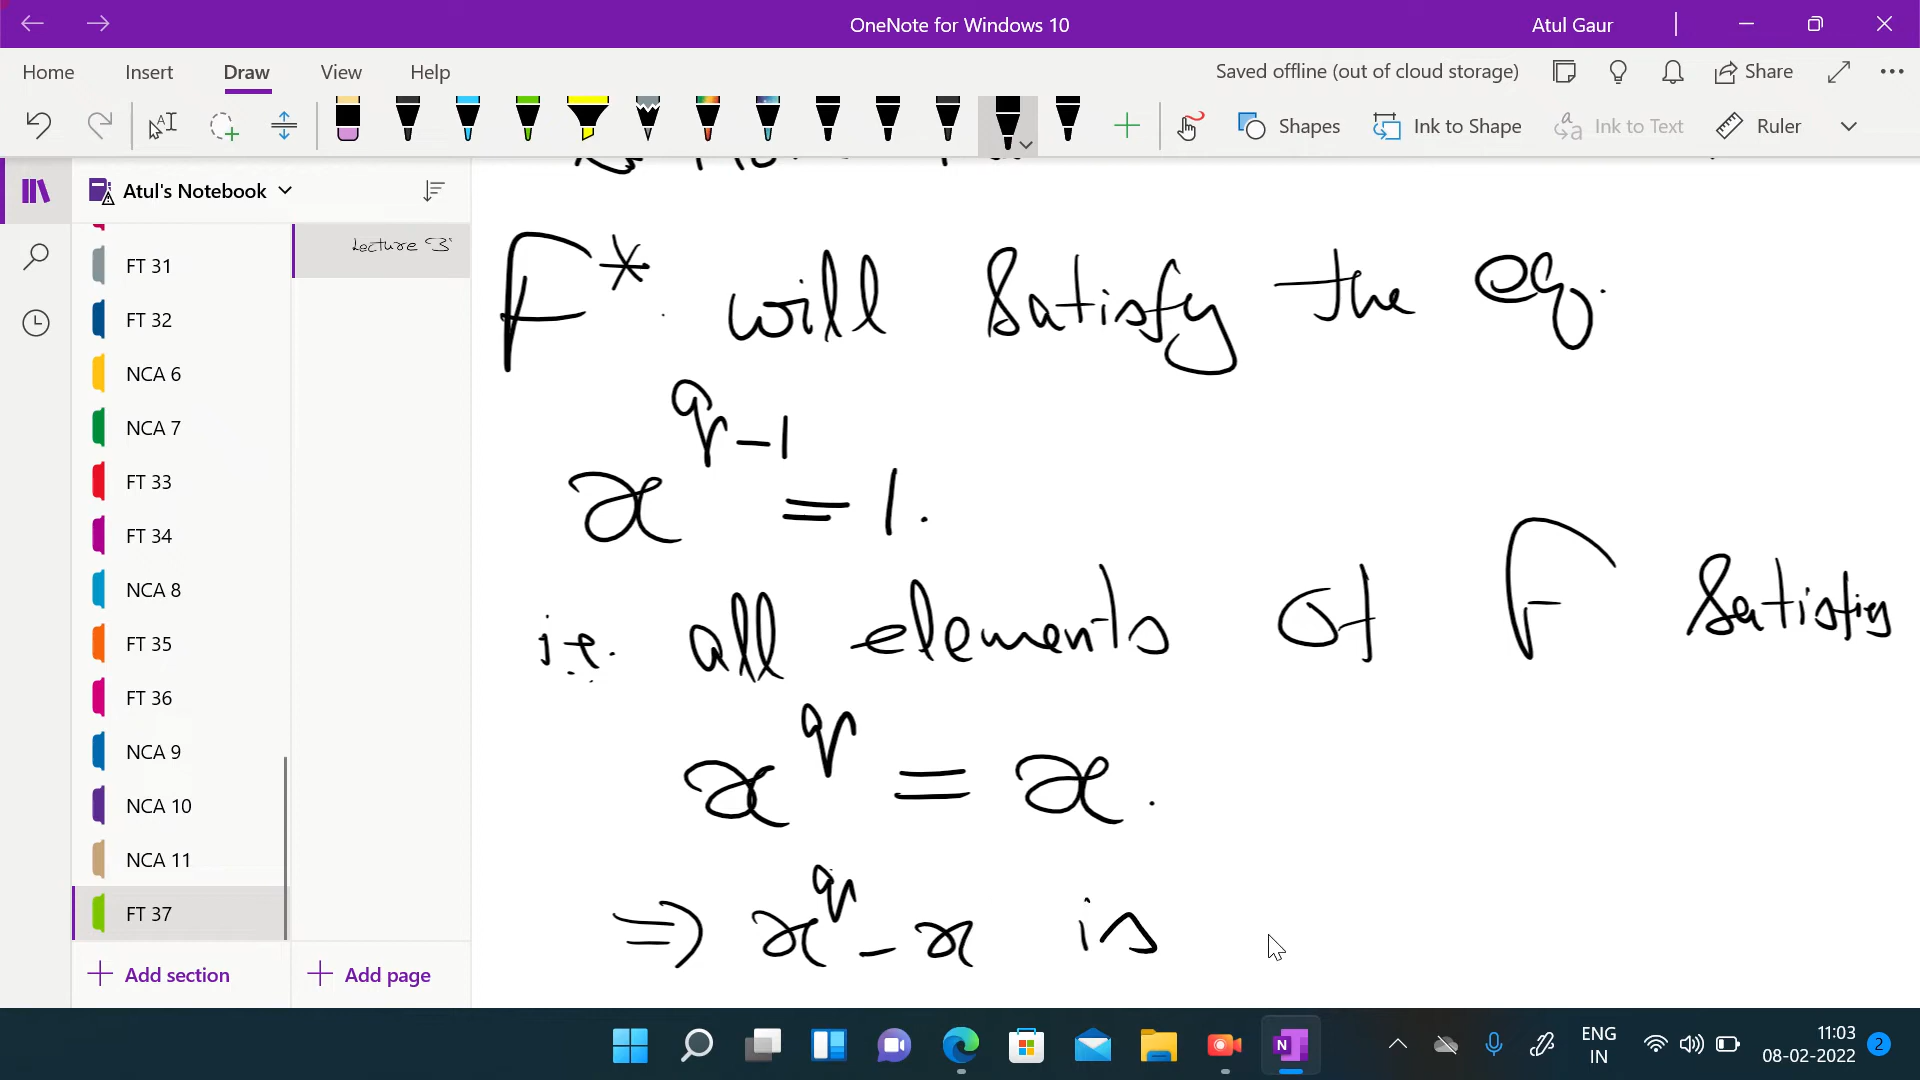 OneNote for Windows 10
Atul Gaur
Home Insert Draw View Help
Saved offline (out of cloud storage)
Share
Shapes
Ink to Shape
Ink to Text
Ruler
Atul's Notebook
Lecture 3
FT 31
FT 32
NCA 6
NCA 7
FT 33
FT 34
NCA 8
FT 35
FT 36
NCA 9
NCA 10
NCA 11
FT 37
+ Add section
+ Add page
F* will satisfy the eq.
x^{q-1} = 1.
i.e. all elements of F satisfy
x^q = x.
⇒ x^q - x is
ENG
IN
11:03
08-02-2022
2